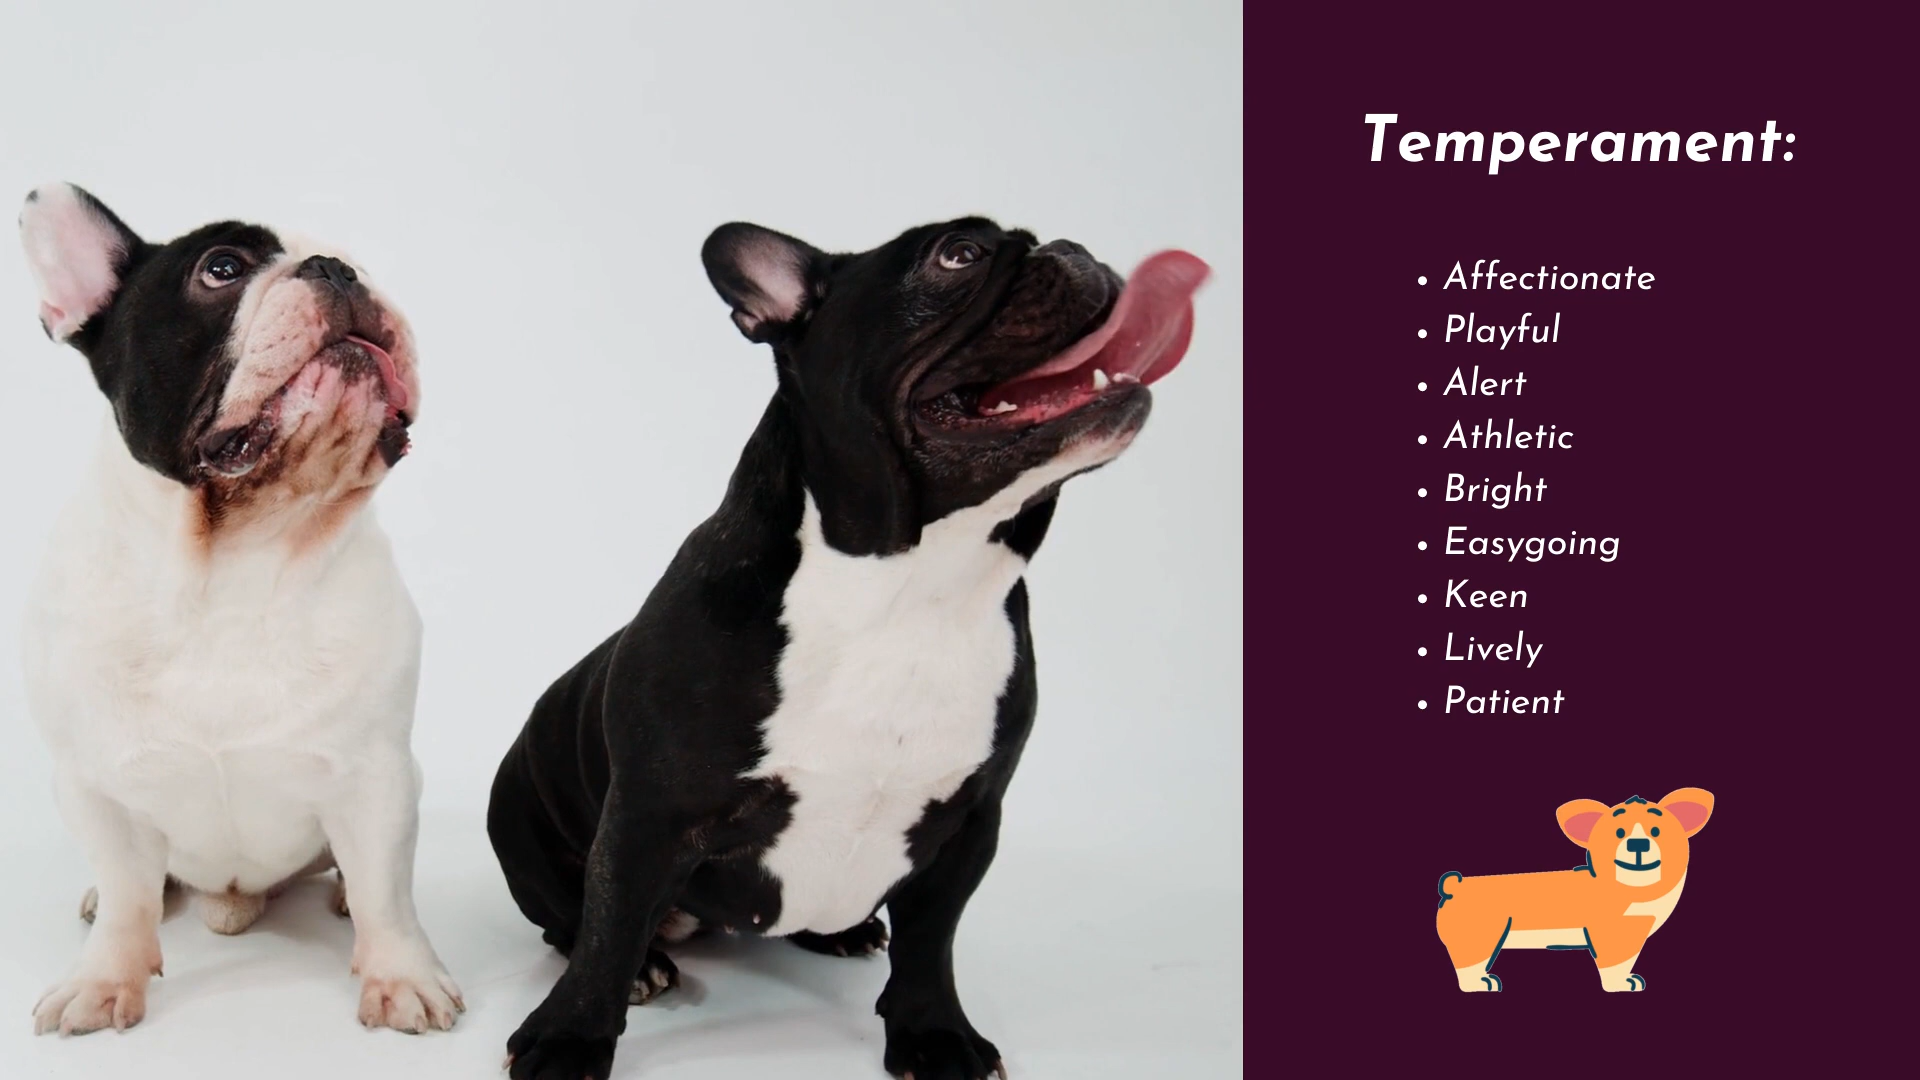 Temperament:
• Affectionate
• Playful
• Alert
• Athletic
• Bright
• Easygoing
• Keen
• Lively
• Patient